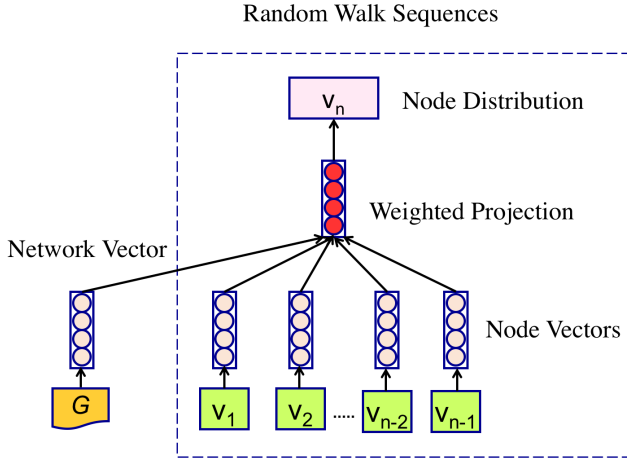 Random Walk Sequences
v_n
Node Distribution
Weighted Projection
Network Vector
Node Vectors
G
v_1
v_2
.....
v_n-2
v_n-1